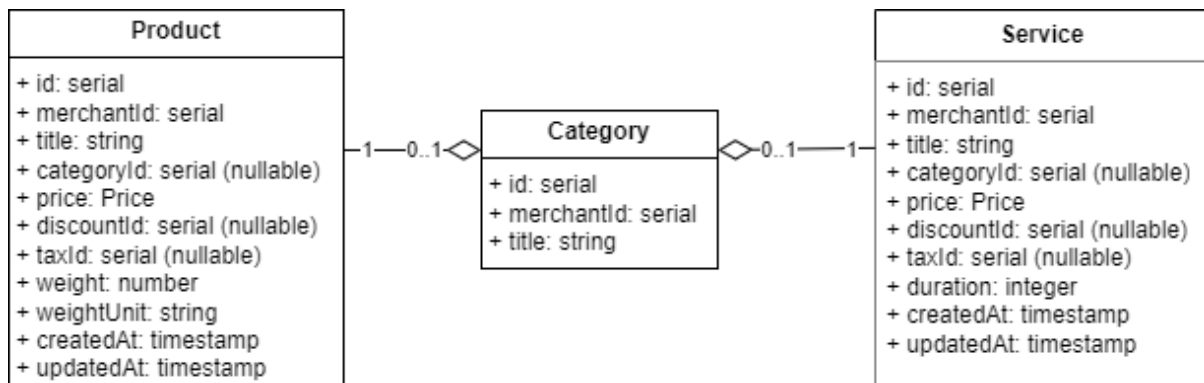 Product
+ id: serial
+ merchantId: serial
+ title: string
+ categoryId: serial (nullable)
+ price: Price
+ discountId: serial (nullable)
+ taxId: serial (nullable)
+ weight: number
+ weightUnit: string
+ createdAt: timestamp
+ updatedAt: timestamp
1
0..1
Category
+ id: serial
+ merchantId: serial
+ title: string
0..1
1
Service
+ id: serial
+ merchantId: serial
+ title: string
+ categoryId: serial (nullable)
+ price: Price
+ discountId: serial (nullable)
+ taxId: serial (nullable)
+ duration: integer
+ createdAt: timestamp
+ updatedAt: timestamp